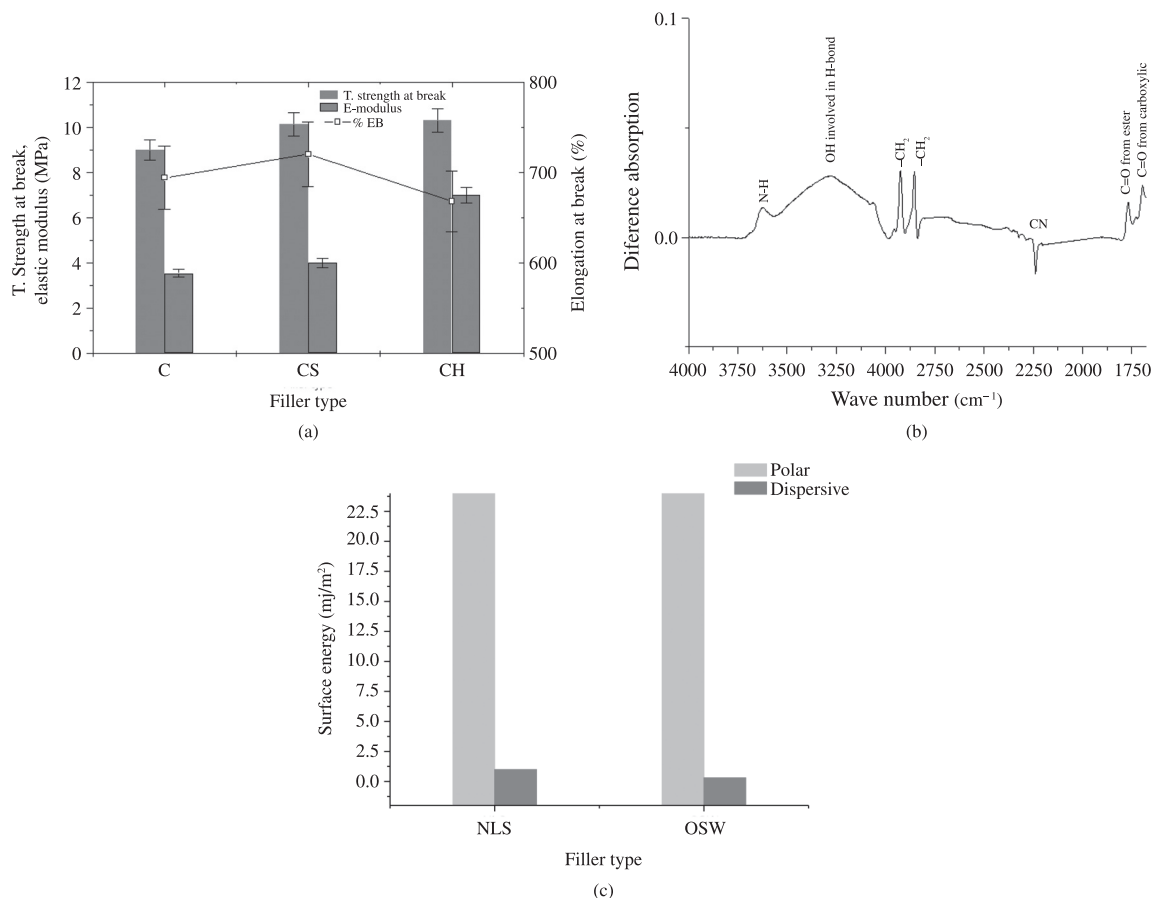 12
10
8
6
4
2
0
T. Strength at break,
elastic modulus (MPa)
T. strength at break
E-modulus
% EB
800
700
600
500
Elongation at break (%)
C
CS
CH
Filler type
(a)
0.1
0.0
Diference absorption
N-H
OH involved in H-bond
–CH₂
–CH₂
CN
C=O from ester
C=O from carboxylic
4000 3750 3500 3250 4000 2750 2500 2250 2000 1750
Wave number (cm⁻¹)
(b)
Polar
Dispersive
22.5
20.0
17.5
15.0
12.5
10.0
7.5
5.0
2.5
0.0
Surface energy (mj/m²)
NLS
OSW
Filler type
(c)